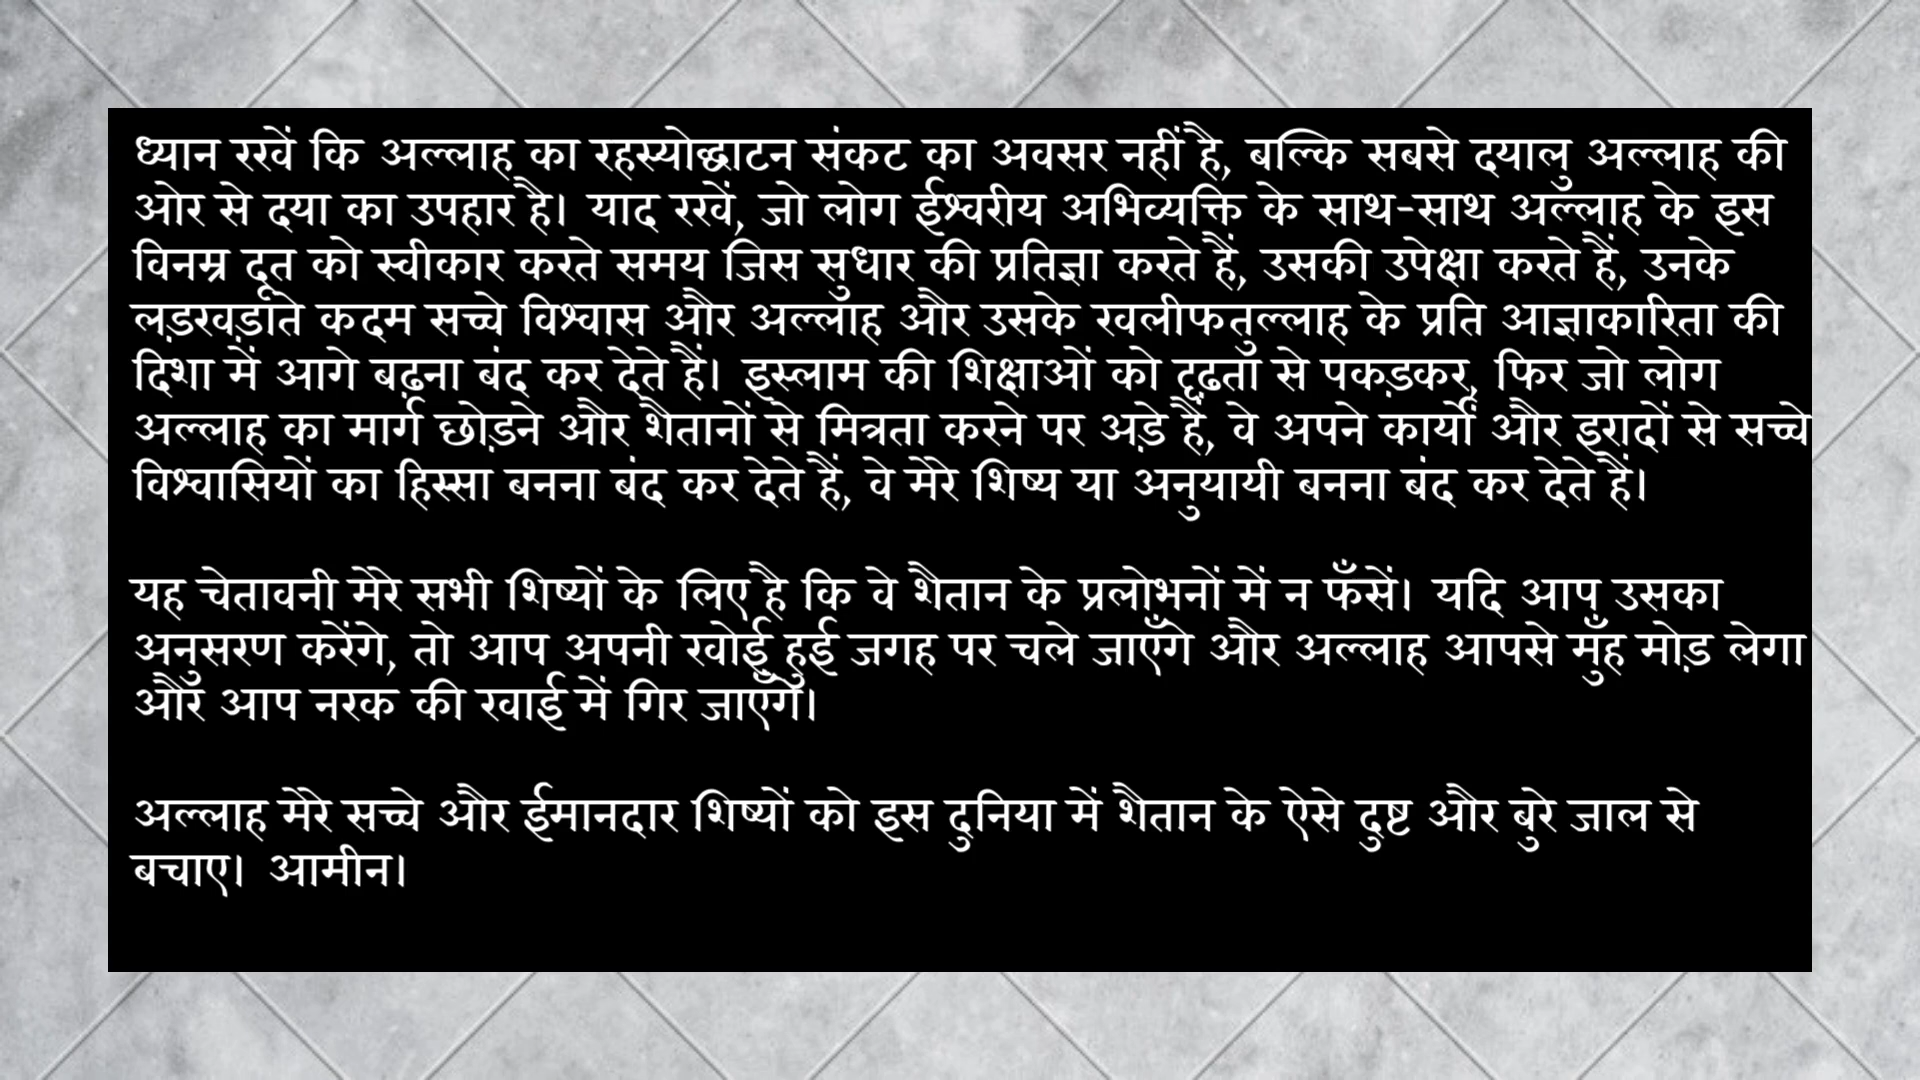 ध्यान रखें कि अल्लाह का रहस्योद्घाटन संकट का अवसर नहीं है, बल्कि सबसे दयालु अल्लाह की
ओर से दया का उपहार है। याद रखें, जो लोग ईश्वरीय अभिव्यक्ति के साथ-साथ अल्लाह के इस
विनम्र दूत को स्वीकार करते समय जिस सुधार की प्रतिज्ञा करते हैं, उसकी उपेक्षा करते हैं, उनके
लड़खड़ाते कदम सच्चे विश्वास और अल्लाह और उसके खलीफतुल्लाह के प्रति आज्ञाकारिता की
दिशा में आगे बढ़ना बंद कर देते हैं। इस्लाम की शिक्षाओं को दृढ़ता से पकड़कर, फिर जो लोग
अल्लाह का मार्ग छोड़ने और शैतानों से मित्रता करने पर अड़े हैं, वे अपने कार्यों और इरादों से सच्चे
विश्वासियों का हिस्सा बनना बंद कर देते हैं, वे मेरे शिष्य या अनुयायी बनना बंद कर देते हैं।
यह चेतावनी मेरे सभी शिष्यों के लिए है कि वे शैतान के प्रलोभनों में न फँसें। यदि आप उसका
अनुसरण करेंगे, तो आप अपनी खोई हुई जगह पर चले जाएँगे और अल्लाह आपसे मुँह मोड़ लेगा
और आप नरक की खाई में गिर जाएँगे।
अल्लाह मेरे सच्चे और ईमानदार शिष्यों को इस दुनिया में शैतान के ऐसे दुष्ट और बुरे जाल से
बचाए। आमीन।